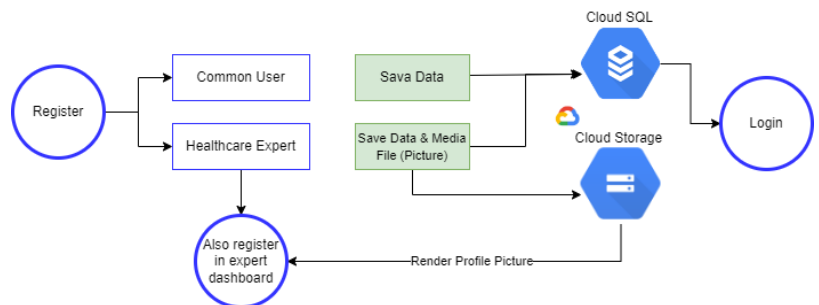 Cloud SQL
Register
Common User
Sava Data
Healthcare Expert
Save Data & Media
File (Picture)
Cloud Storage
Login
Also register
in expert
dashboard
Render Profile Picture